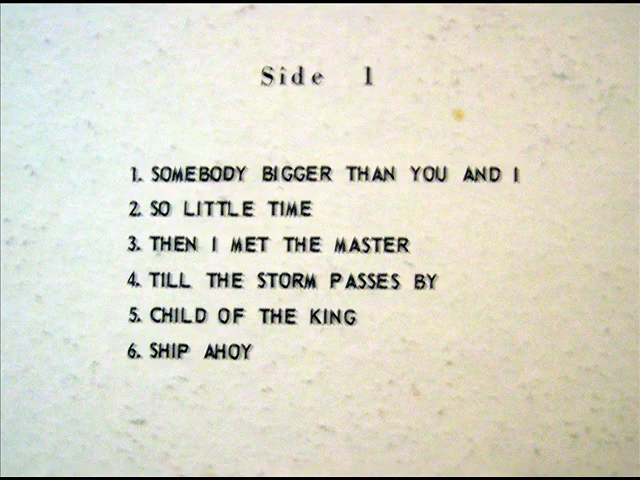 Side 1
1. SOMEBODY BIGGER THAN YOU AND I
2. SO LITTLE TIME
3. THEN I MET THE MASTER
4. TILL THE STORM PASSES BY
5. CHILD OF THE KING
6. SHIP AHOY